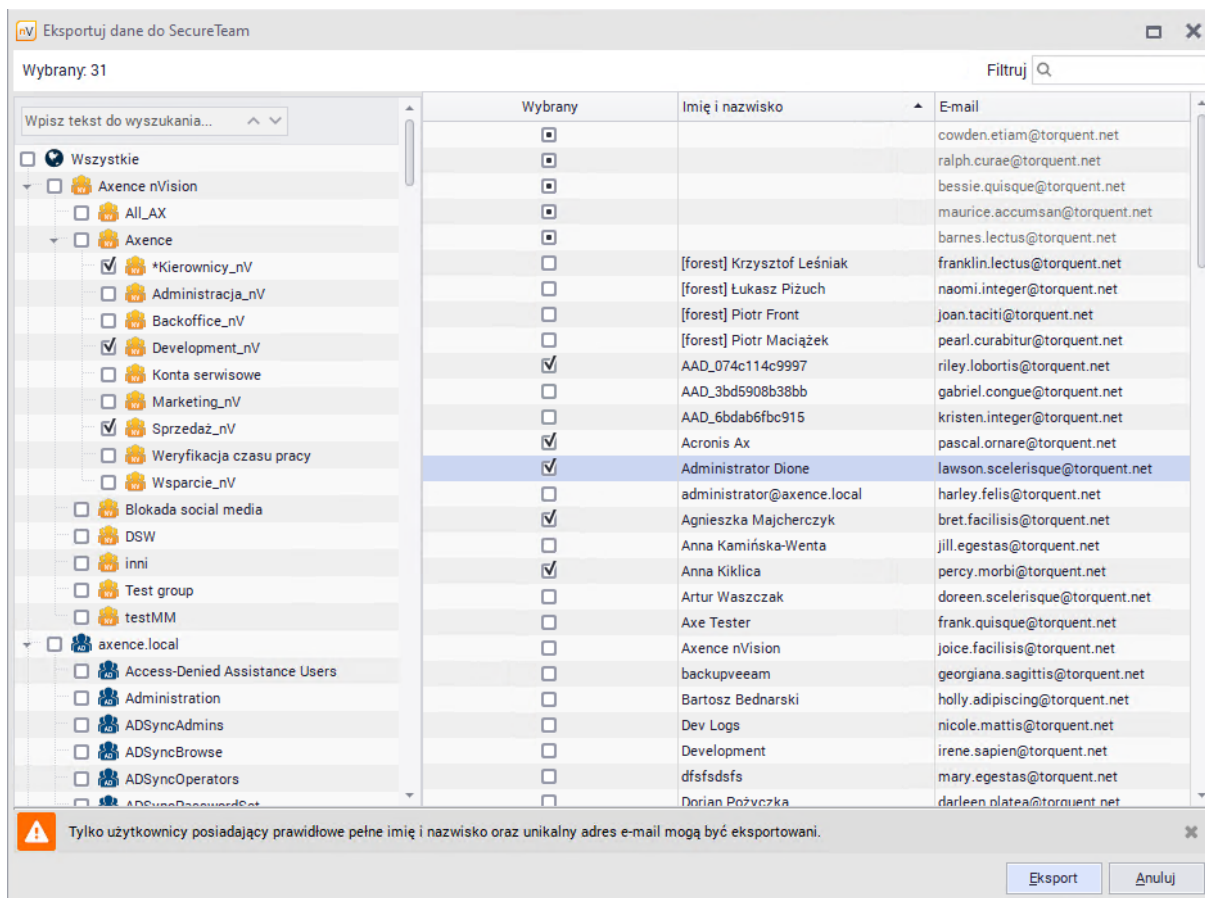 nV Eksportuj dane do SecureTeam
Wybrany: 31
Filtruj
Wpisz tekst do wyszukania...
Wszystkie
Axence nVision
All_AX
Axence
*Kierownicy_nV
Administracja_nV
Backoffice_nV
Development_nV
Konta serwisowe
Marketing_nV
Sprzedaż_nV
Weryfikacja czasu pracy
Wsparcie_nV
Blokada social media
DSW
inni
Test group
testMM
axence.local
Access-Denied Assistance Users
Administration
ADSyncAdmins
ADSyncBrowse
ADSyncOperators
ADSyncPasswordSet
Wybrany Imię i nazwisko E-mail
cowden.etiam@torquent.net
ralph.curae@torquent.net
bessie.quisque@torquent.net
maurice.accumsan@torquent.net
barnes.lectus@torquent.net
[forest] Krzysztof Leśniak franklin.lectus@torquent.net
[forest] Łukasz Piżuch naomi.integer@torquent.net
[forest] Piotr Front joan.taciti@torquent.net
[forest] Piotr Maciążek pearl.curabitur@torquent.net
AAD_074c114c9997 riley.lobortis@torquent.net
AAD_3bd5908b38bb gabriel.congue@torquent.net
AAD_6bdab6fbc915 kristen.integer@torquent.net
Acronis Ax pascal.ornare@torquent.net
Administrator Dione lawson.scelerisque@torquent.net
administrator@axence.local harley.felis@torquent.net
Agnieszka Majcherczyk bret.facilisis@torquent.net
Anna Kamińska-Wenta jill.egestas@torquent.net
Anna Kiklica percy.morbi@torquent.net
Artur Waszczak doreen.scelerisque@torquent.net
Axe Tester frank.quisque@torquent.net
Axence nVision joice.facilisis@torquent.net
backupveeam georgiana.sagittis@torquent.net
Bartosz Bednarski holly.adipiscing@torquent.net
Dev Logs nicole.mattis@torquent.net
Development irene.sapien@torquent.net
dfsfsdsfs mary.egestas@torquent.net
Dorian Pożyczka darleen.platea@torquent.net
Tylko użytkownicy posiadający prawidłowe pełne imię i nazwisko oraz unikalny adres e-mail mogą być eksportowani.
Eksport Anuluj